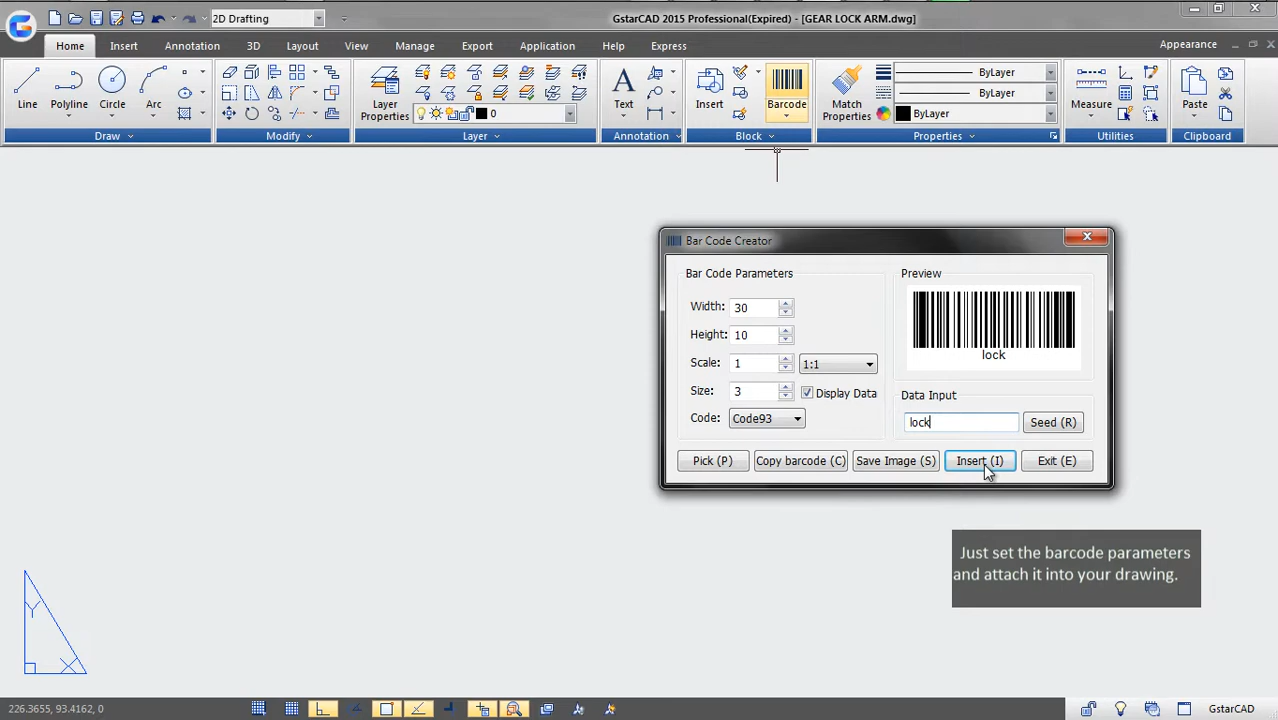 2D Drafting
GstarCAD 2015 Professional(Expired) - [GEAR LOCK ARM.dwg]
Home Insert Annotation 3D Layout View Manage Export Application Help Express Appearance
Line Polyline Circle Arc
Layer
Properties
0
Text
Insert Barcode
Match
Properties
ByLayer
ByLayer
ByLayer
Measure
Paste
Draw Modify Layer Annotation Block Properties Utilities Clipboard
Bar Code Creator
Bar Code Parameters
Width: 30
Height: 10
Scale: 1 1:1
Size: 3 Display Data
Code: Code93
Preview
lock
Data Input
lock Seed (R)
Pick (P) Copy barcode (C) Save Image (S) Insert (I) Exit (E)
Just set the barcode parameters
and attach it into your drawing.
Y
X
226.3655, 93.4162, 0
GstarCAD